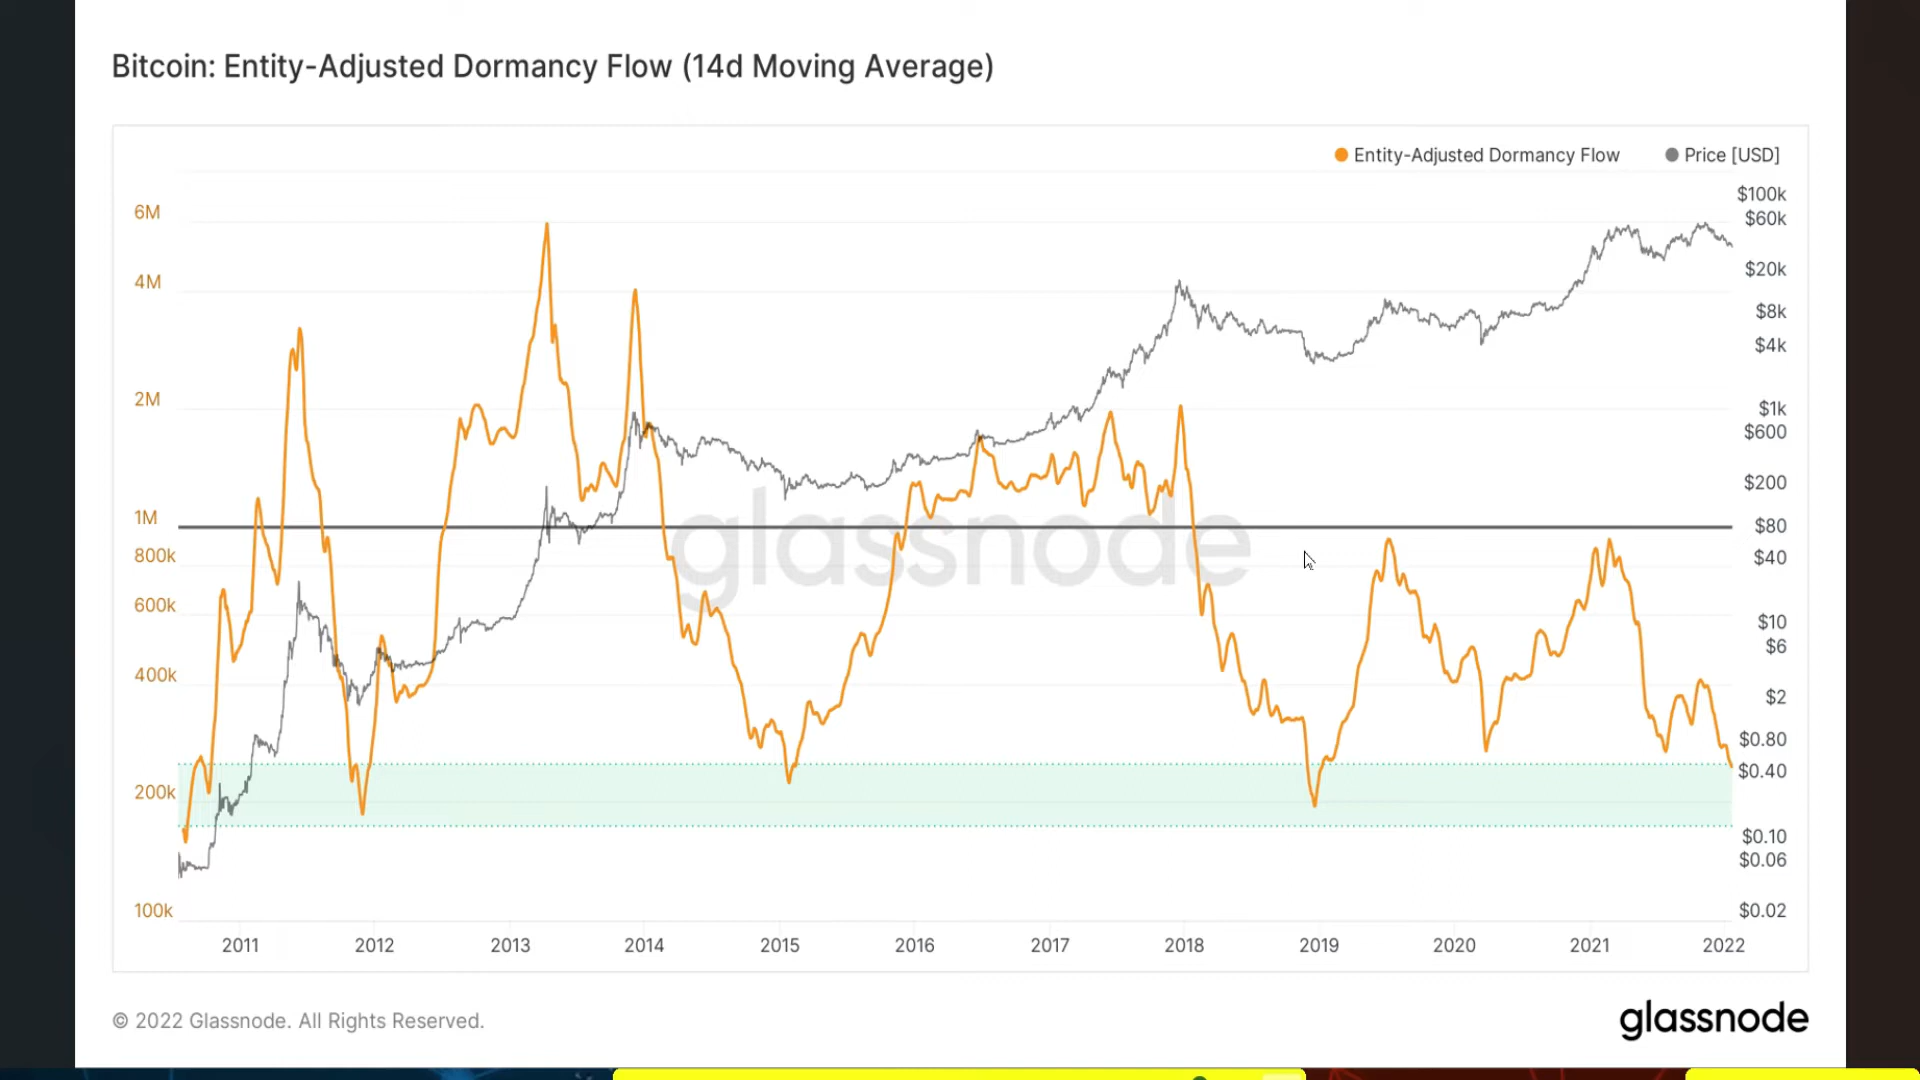 Bitcoin: Entity-Adjusted Dormancy Flow (14d Moving Average)
Entity-Adjusted Dormancy Flow
Price [USD]
6M
4M
2M
1M
800k
600k
400k
200k
100k
$100k
$60k
$20k
$8k
$4k
$1k
$600
$200
$80
$40
$10
$6
$2
$0.80
$0.40
$0.10
$0.06
$0.02
glassnode
2011 2012 2013 2014 2015 2016 2017 2018 2019 2020 2021 2022
© 2022 Glassnode. All Rights Reserved.
glassnode